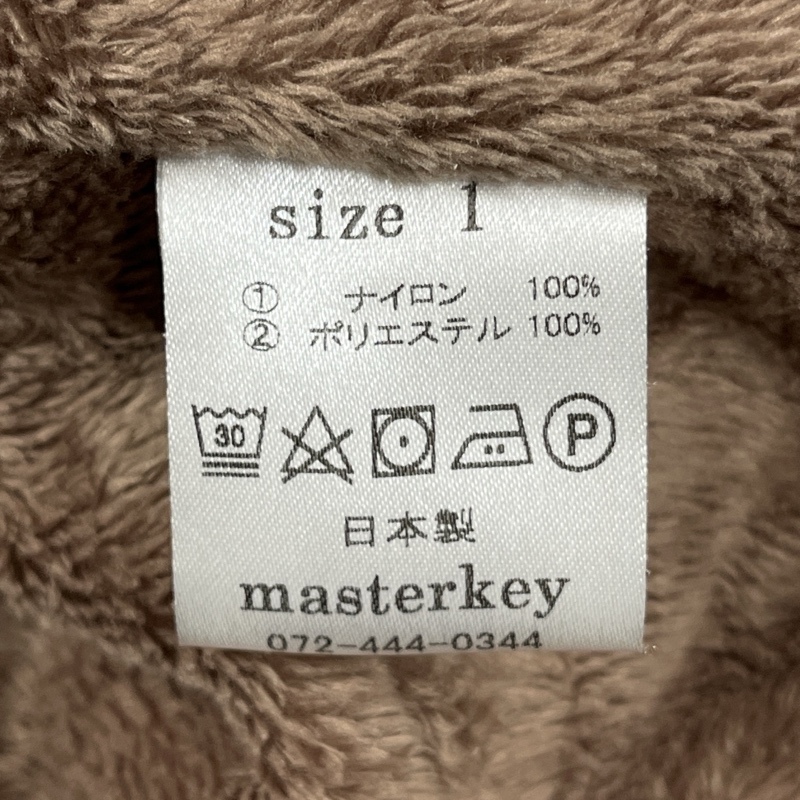 size 1
① ナイロン 100%
② ポリエステル 100%
30 P
日本製
masterkey
072-444-0344